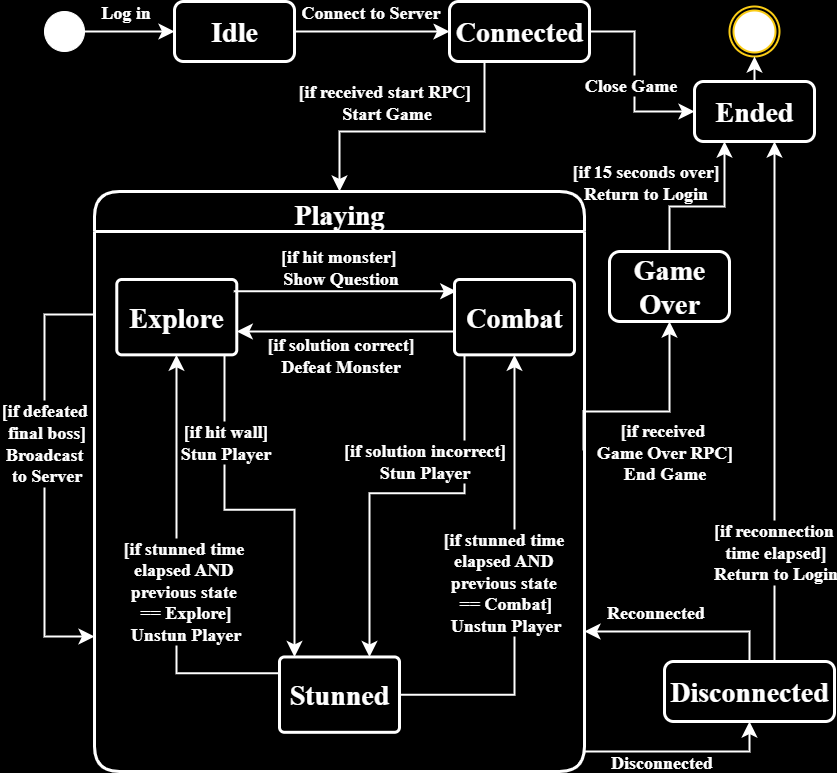 Log in
Idle
Connect to Server
Connected
Close Game
Ended
[if received start RPC]
Start Game
[if 15 seconds over]
Return to Login
Playing
[if hit monster]
Show Question
Explore
Combat
[if solution correct]
Defeat Monster
Game
Over
[if defeated
final boss]
Broadcast
to Server
[if hit wall]
Stun Player
[if solution incorrect]
Stun Player
[if received
Game Over RPC]
End Game
[if stunned time
elapsed AND
previous state
== Explore]
Unstun Player
[if stunned time
elapsed AND
previous state
== Combat]
Unstun Player
[if reconnection
time elapsed]
Return to Login
Reconnected
Stunned
Disconnected
Disconnected